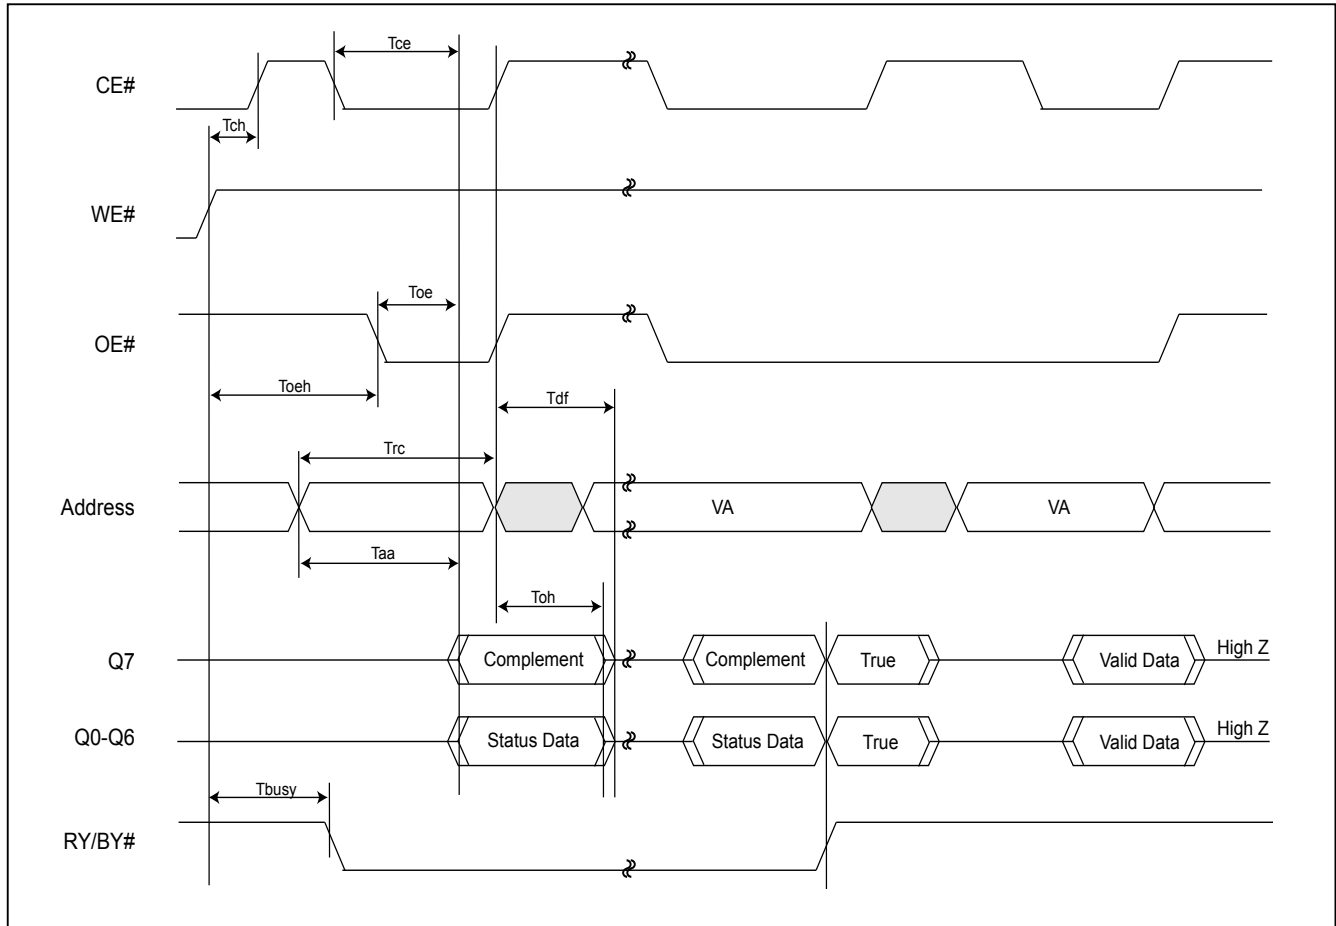 Tce
CE#
Tch
WE#
Toe
OE#
Toeh
Tdf
Trc
Address
VA
VA
Taa
Toh
Q7
Complement
Complement
True
Valid Data
High Z
Q0-Q6
Status Data
Status Data
True
Valid Data
High Z
Tbusy
RY/BY#